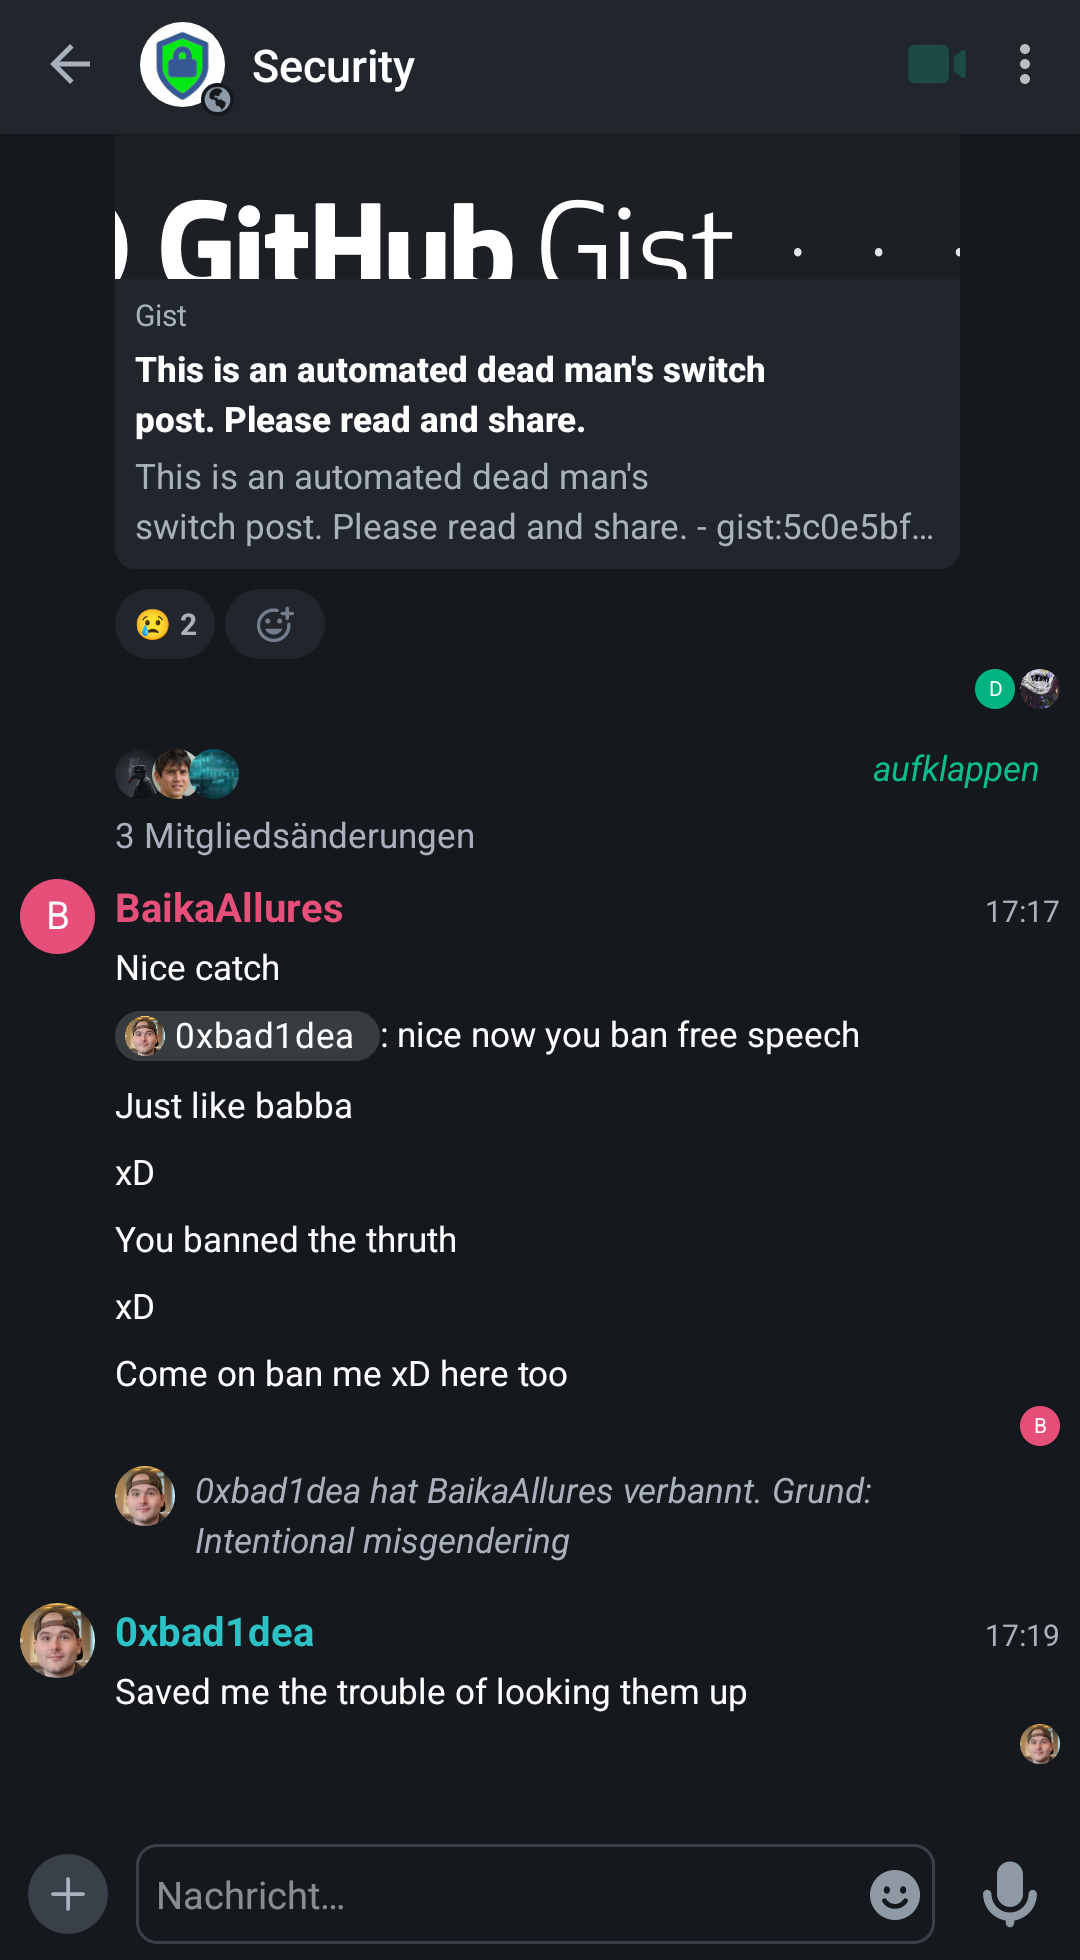 Security
GitHub Gist
Gist
This is an automated dead man's switch
post. Please read and share.
This is an automated dead man's
switch post. Please read and share. - gist:5c0e5bf...
😢 2
D
aufklappen
3 Mitgliedsänderungen
B
BaikaAllures 17:17
Nice catch
0xbad1dea : nice now you ban free speech
Just like babba
xD
You banned the thruth
xD
Come on ban me xD here too
B
0xbad1dea hat BaikaAllures verbannt. Grund:
Intentional misgendering
0xbad1dea 17:19
Saved me the trouble of looking them up
Nachricht...